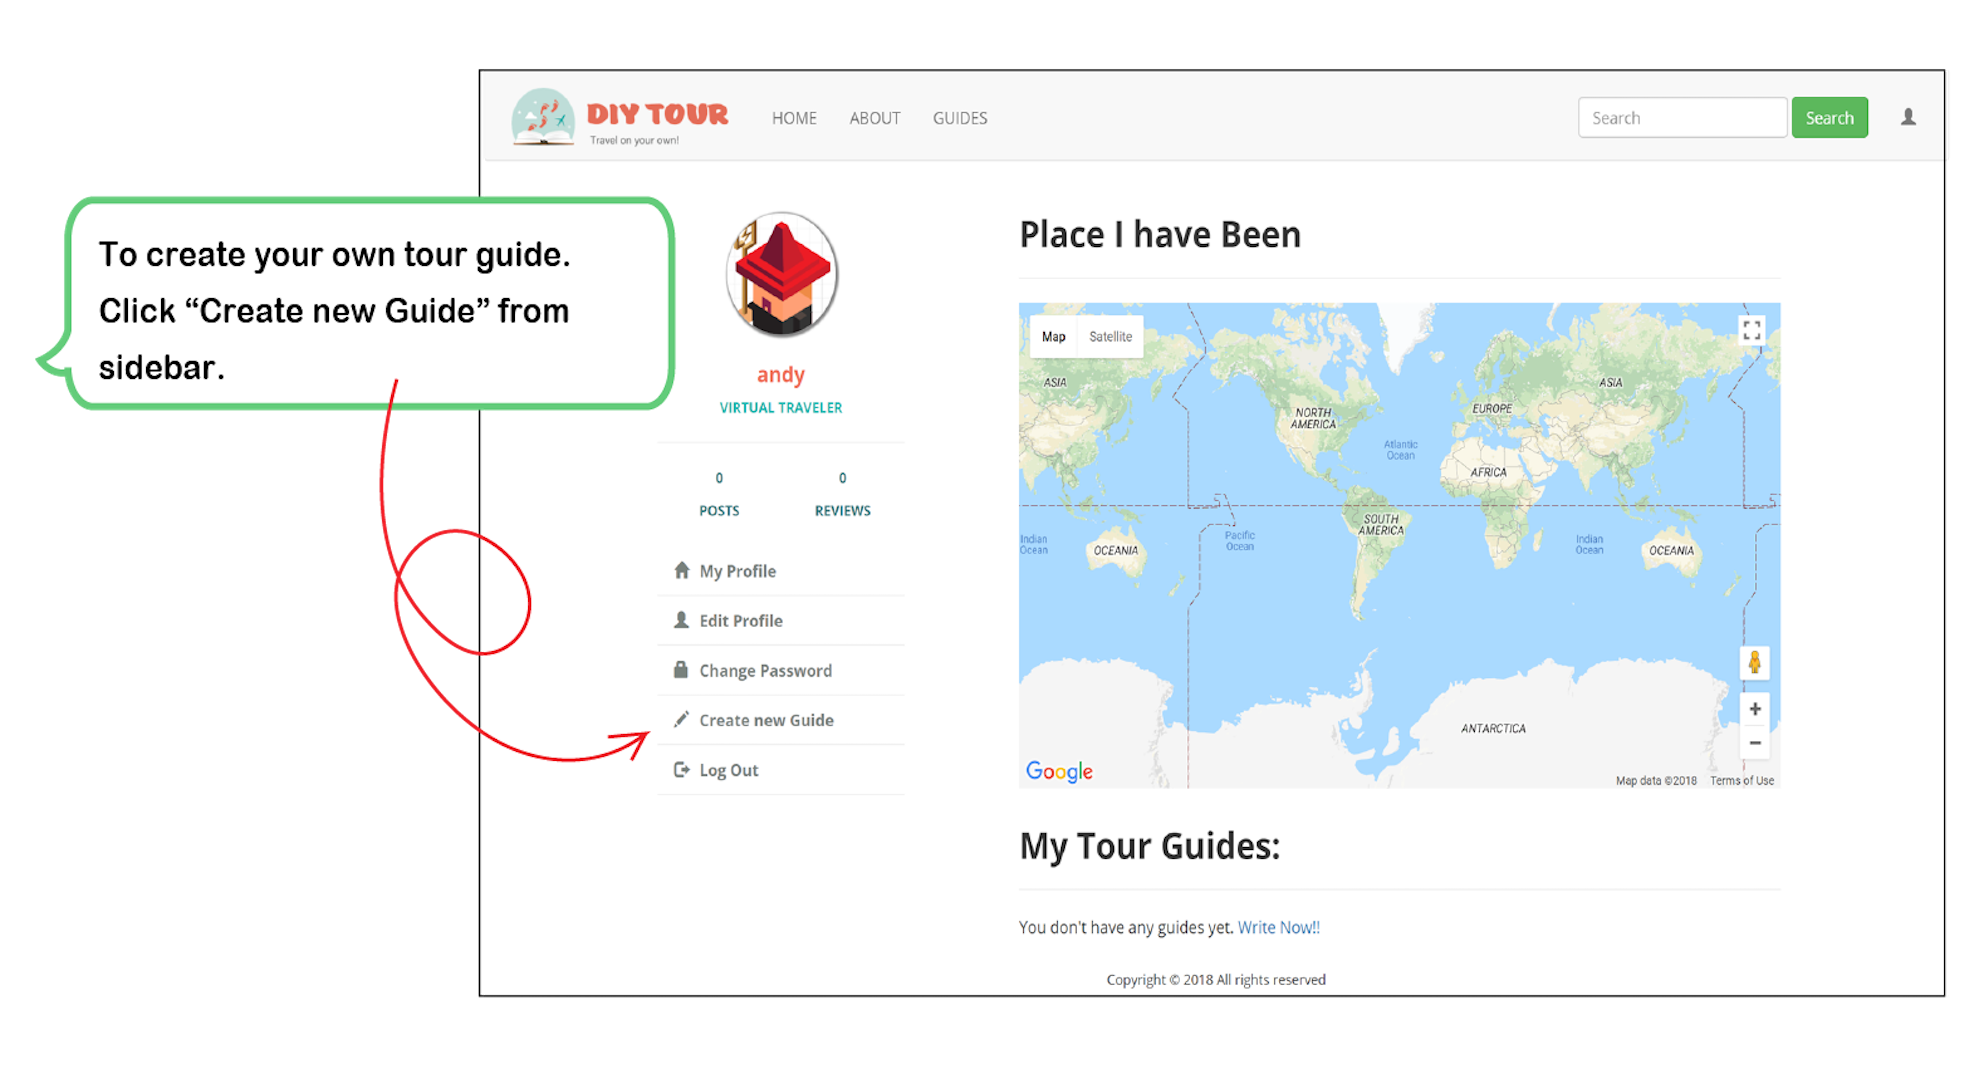 DIY TOUR
Travel on your own!
HOME ABOUT GUIDES
Search
Search
To create your own tour guide.
Click “Create new Guide” from
sidebar.
andy
VIRTUAL TRAVELER
0 0
POSTS REVIEWS
My Profile
Edit Profile
Change Password
Create new Guide
Log Out
Place I have Been
Map Satellite
ASIA
NORTH
AMERICA
EUROPE
ASIA
Atlantic
Ocean
AFRICA
SOUTH
AMERICA
Indian
Ocean
OCEANIA
Pacific
Ocean
Indian
Ocean
OCEANIA
ANTARCTICA
Google
Map data ©2018 Terms of Use
My Tour Guides:
You don't have any guides yet. Write Now!!
Copyright © 2018 All rights reserved